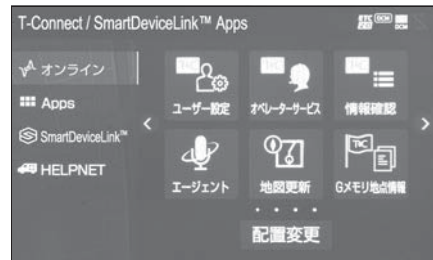 T-Connect / SmartDeviceLink™ Apps
オンライン
Apps
SmartDeviceLink™
HELPNET
ユーザー設定
オペレーターサービス
情報確認
エージェント
地図更新
Gメモリ地点情報
配置変更